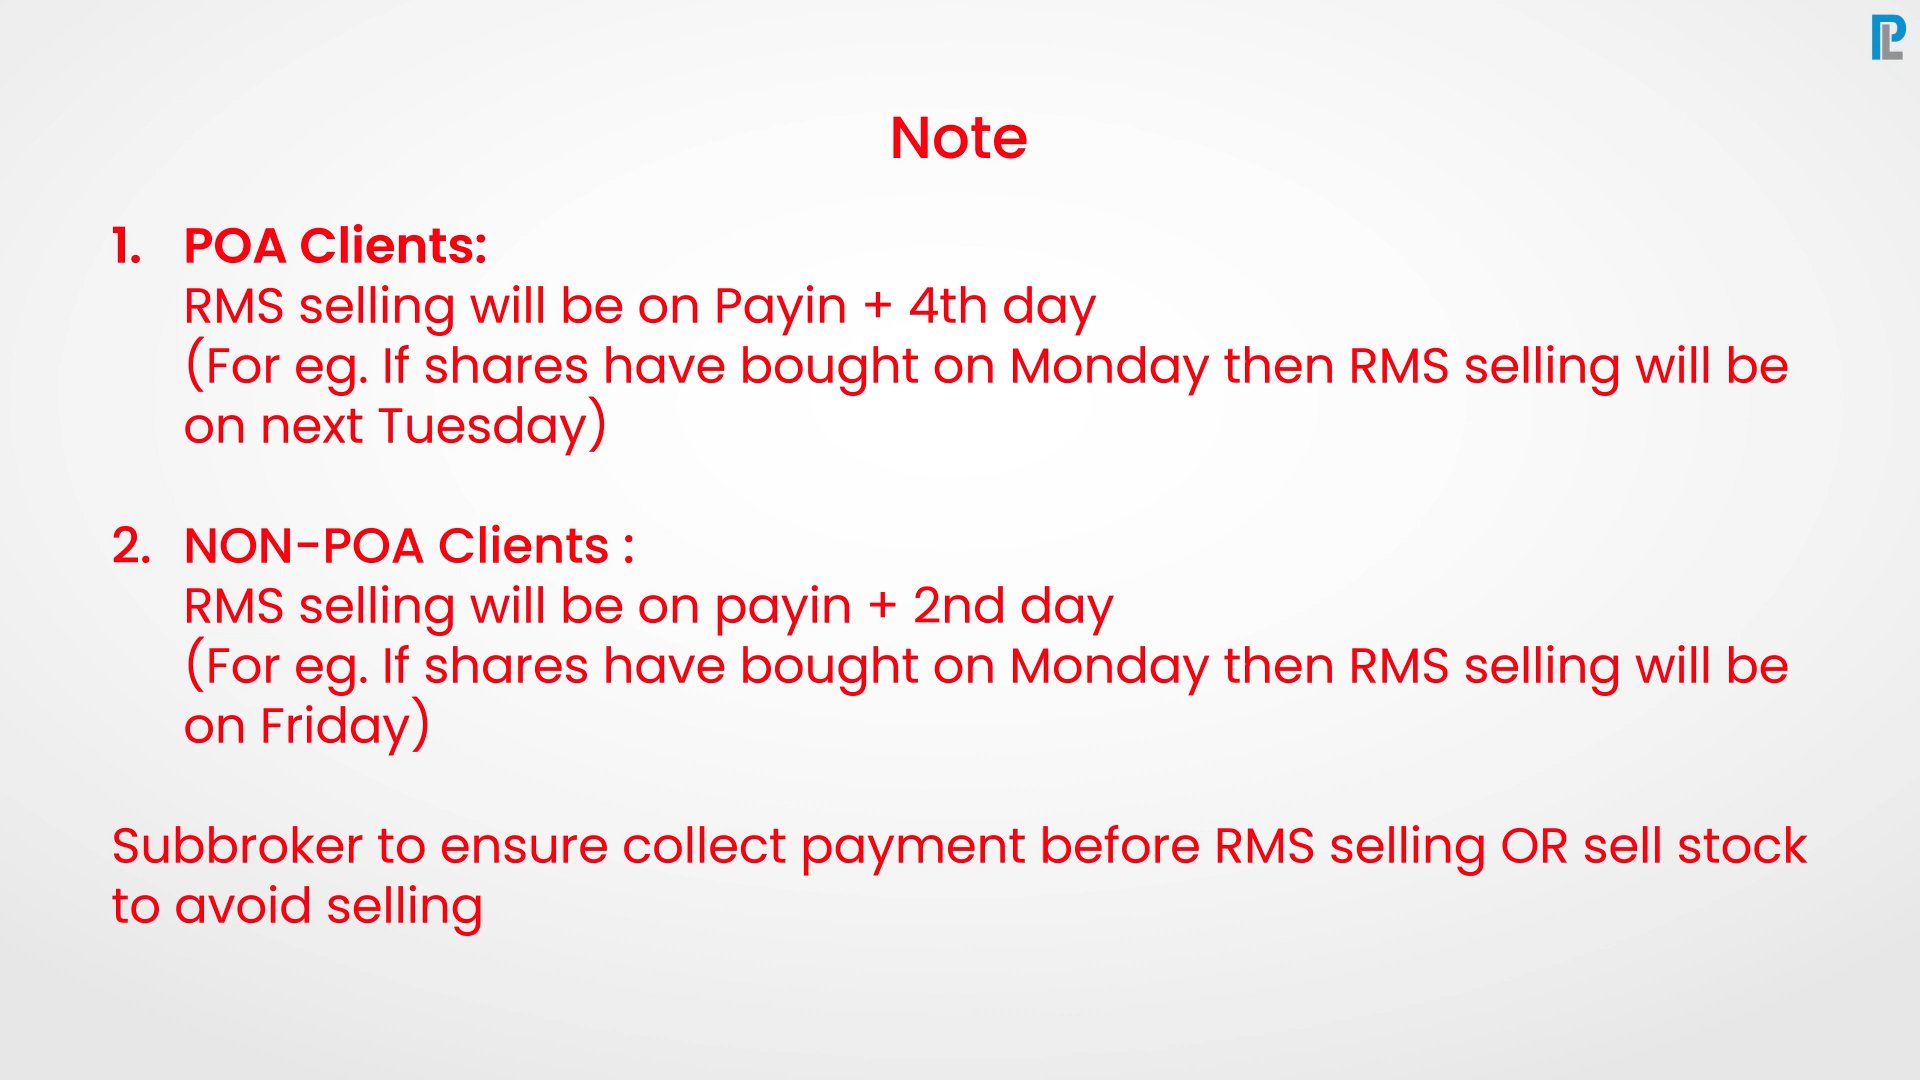 PL
Note
1. POA Clients:
RMS selling will be on Payin + 4th day
(For eg. If shares have bought on Monday then RMS selling will be
on next Tuesday)
2. NON-POA Clients :
RMS selling will be on payin + 2nd day
(For eg. If shares have bought on Monday then RMS selling will be
on Friday)
Subbroker to ensure collect payment before RMS selling OR sell stock
to avoid selling